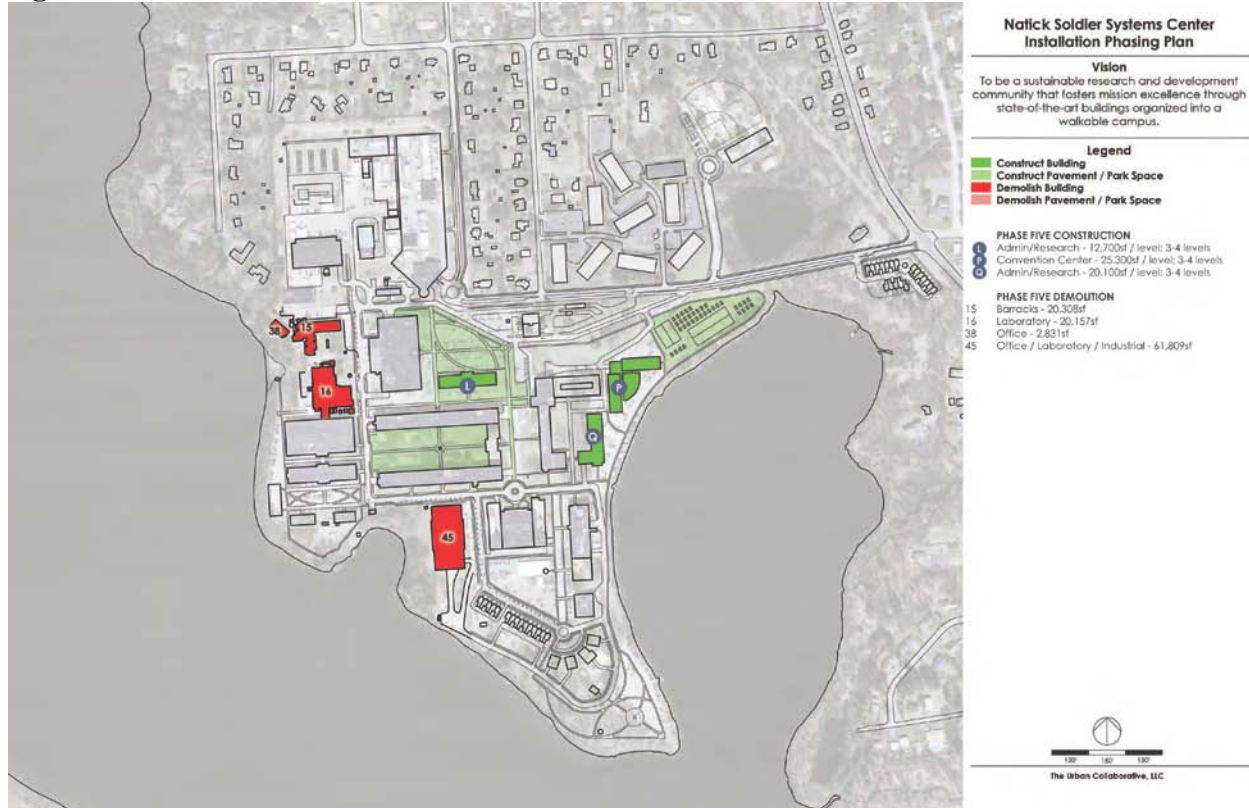 Natick Soldier Systems Center
Installation Phasing Plan
Vision
To be a sustainable research and development
community that fosters mission excellence through
state-of-the-art buildings organized into a
walkable campus.
Legend
Construct Building
Construct Pavement / Park Space
Demolish Building
Demolish Pavement / Park Space
PHASE FIVE CONSTRUCTION
L Admin/Research - 12,700sf / level: 3-4 levels
P Convention Center - 25,300sf / level: 3-4 levels
Q Admin/Research - 20,100sf / level: 3-4 levels
PHASE FIVE DEMOLITION
15 Barracks - 20,308sf
16 Laboratory - 20,157sf
38 Office - 2,831sf
45 Office / Laboratory / Industrial - 61,809sf
38
15
16
L
P
Q
45
The Urban Collaborative, LLC